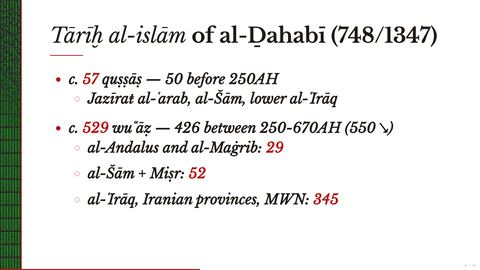 Tārīḫ al-islām of al-Ḏahabī (748/1347)
c. 57 quṣṣāṣ — 50 before 250AH
Jazīrat al-ʿarab, al-Šām, lower al-ʿIrāq
c. 529 wuʿʿāẓ — 426 between 250-670AH (550↘)
al-Andalus and al-Maġrib: 29
al-Šām + Miṣr: 52
al-ʿIrāq, Iranian provinces, MWN: 345